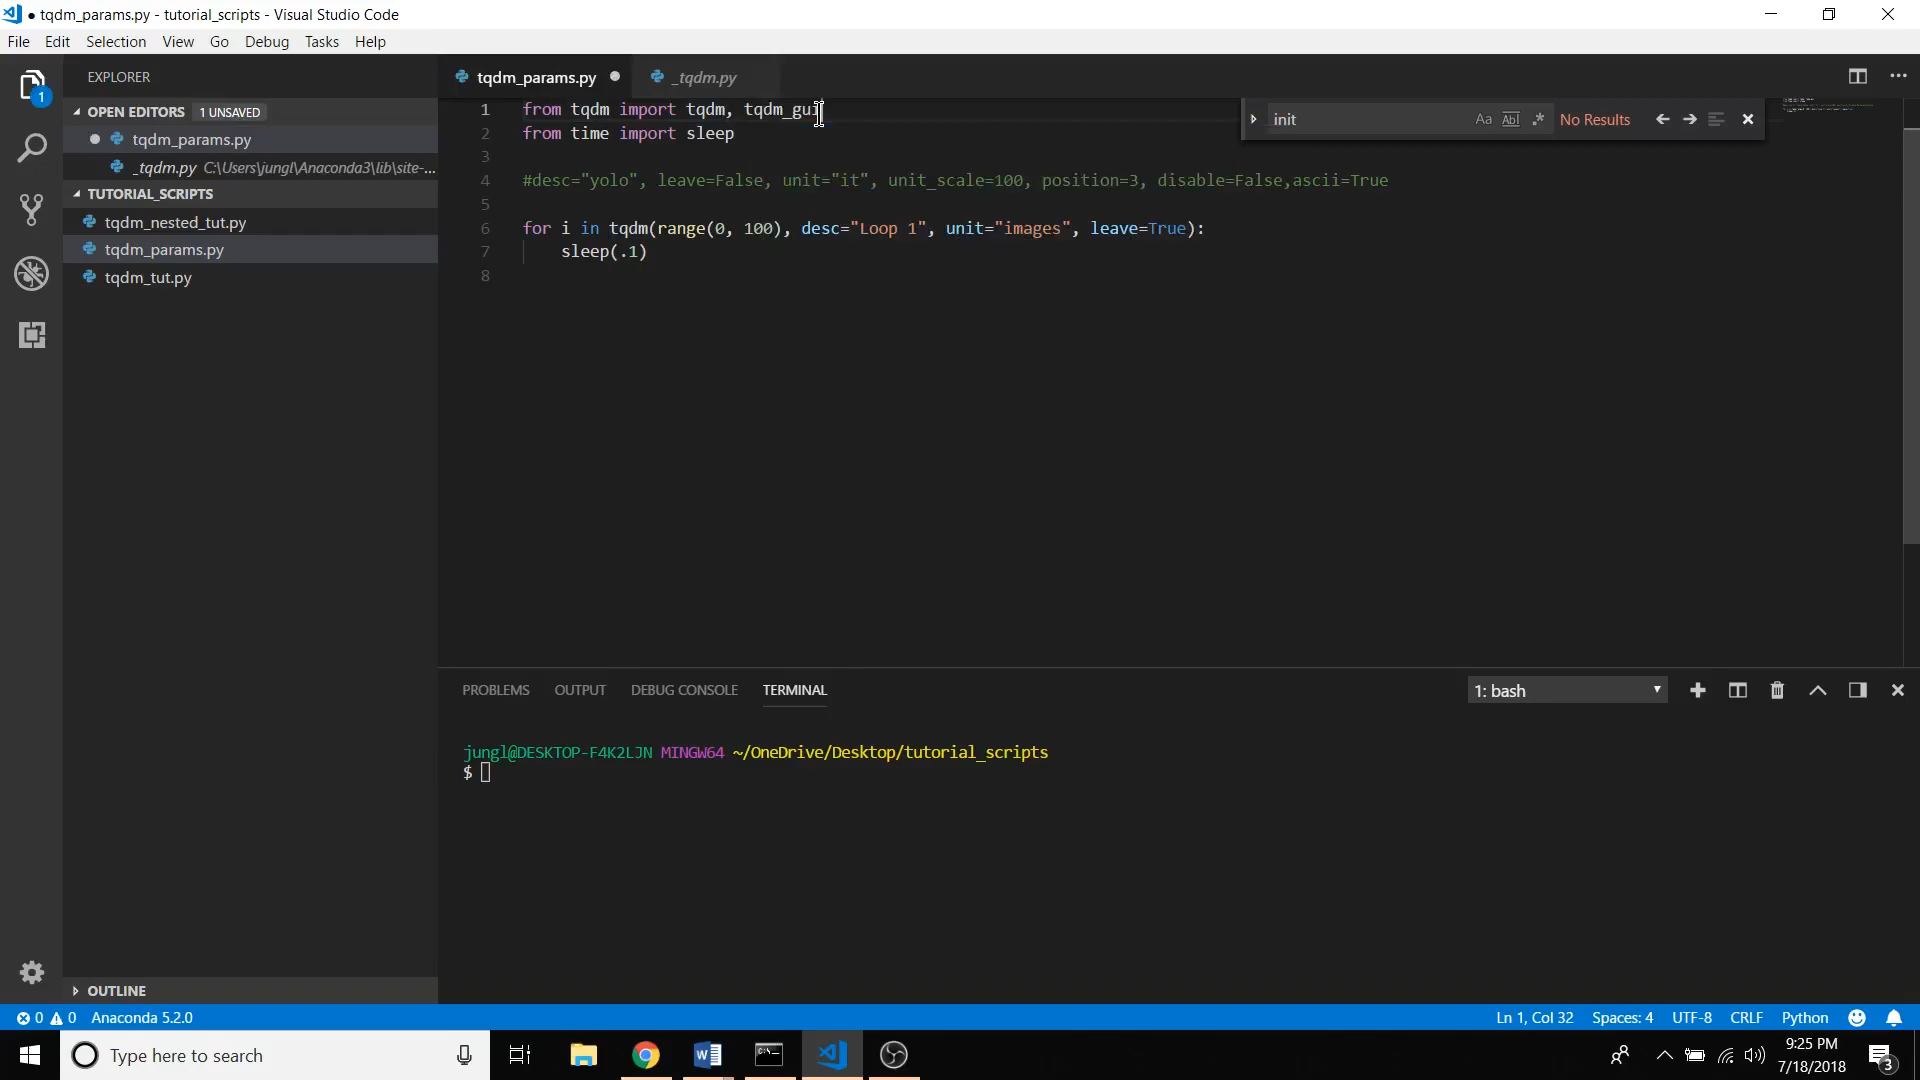 ● tqdm_params.py - tutorial_scripts - Visual Studio Code
File Edit Selection View Go Debug Tasks Help
EXPLORER
OPEN EDITORS 1 UNSAVED
tqdm_params.py
_tqdm.py C:\Users\jungl\Anaconda3\lib\site-...
TUTORIAL_SCRIPTS
tqdm_nested_tut.py
tqdm_params.py
tqdm_tut.py
OUTLINE
1
tqdm_params.py ● _tqdm.py
1 from tqdm import tqdm, tqdm_gui
2 from time import sleep
3
4 #desc="yolo", leave=False, unit="it", unit_scale=100, position=3, disable=False,ascii=True
5
6 for i in tqdm(range(0, 100), desc="Loop 1", unit="images", leave=True):
7 sleep(.1)
8
init Aa Ab| .* No Results
PROBLEMS OUTPUT DEBUG CONSOLE TERMINAL
1: bash
jungl@DESKTOP-F4K2LJN MINGW64 ~/OneDrive/Desktop/tutorial_scripts
$
0 0 Anaconda 5.2.0
Ln 1, Col 32 Spaces: 4 UTF-8 CRLF Python
Type here to search
9:25 PM
7/18/2018
3